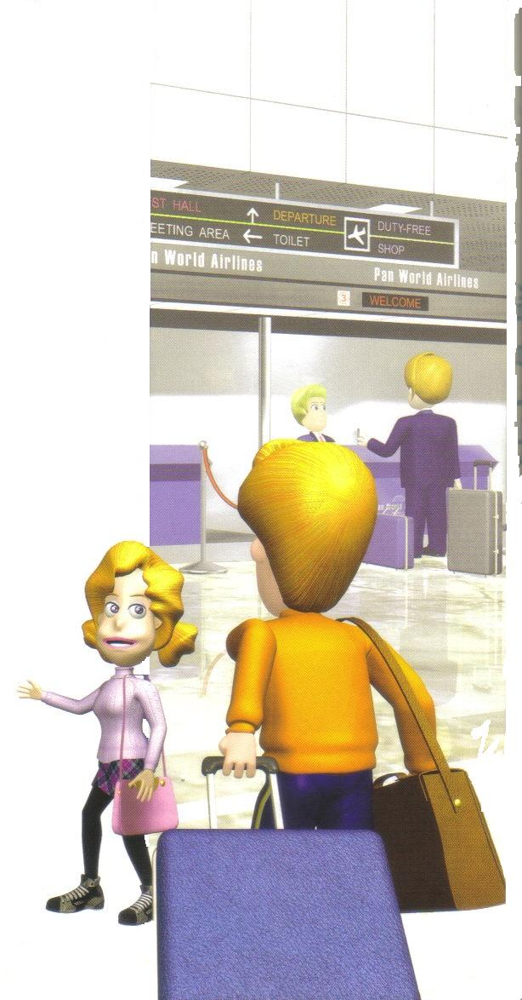 ST HALL
DEPARTURE
DUTY-FREE
EETING AREA
TOILET
SHOP
n World Airlines
Pan World Airlines
3
WELCOME